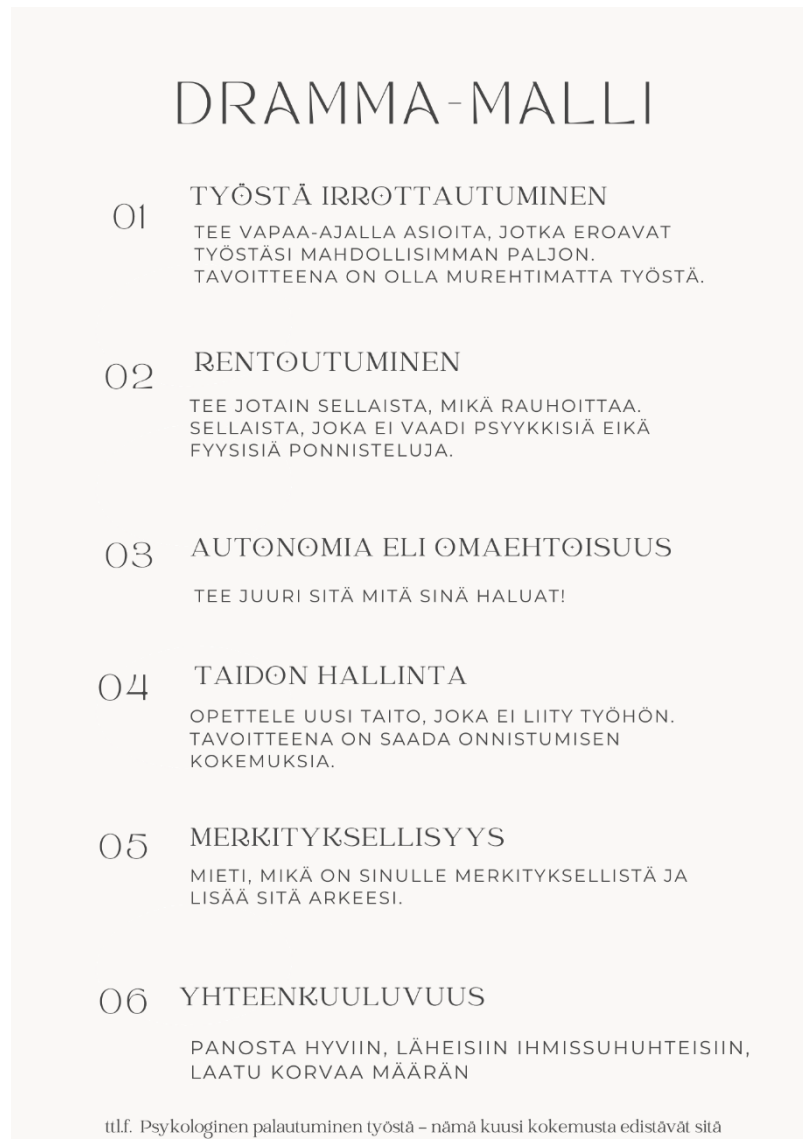 DRAMMA-MALLI
01
TYÖSTÄ IRROTTAUTUMINEN
TEE VAPAA-AJALLA ASIOITA, JOTKA EROAVAT
TYÖSTÄSI MAHDOLLISIMMAN PALJON.
TAVOITTEENA ON OLLA MUREHTIMATTA TYÖSTÄ.
02
RENTOUTUMINEN
TEE JOTAIN SELLAISTA, MIKÄ RAUHOITTAA.
SELLAISTA, JOKA EI VAADI PSYYKKISIÄ EIKÄ
FYYSISIÄ PONNISTELUJA.
03
AUTONOMIA ELI OMAEHTOISUUS
TEE JUURI SITÄ MITÄ SINÄ HALUAT!
04
TAIDON HALLINTA
OPETTELE UUSI TAITO, JOKA EI LIITY TYÖHÖN.
TAVOITTEENA ON SAADA ONNISTUMISEN
KOKEMUKSIA.
05
MERKITYKSELLISYYS
MIETI, MIKÄ ON SINULLE MERKITYKSELLISTÄ JA
LISÄÄ SITÄ ARKEESI.
06
YHTEENKUULUVUUS
PANOSTA HYVIIN, LÄHEISIIN IHMISSUHUHTEISIIN,
LAATU KORVAA MÄÄRÄN
ttl.f. Psykologinen palautuminen työstä – nämä kuusi kokemusta edistävät sitä